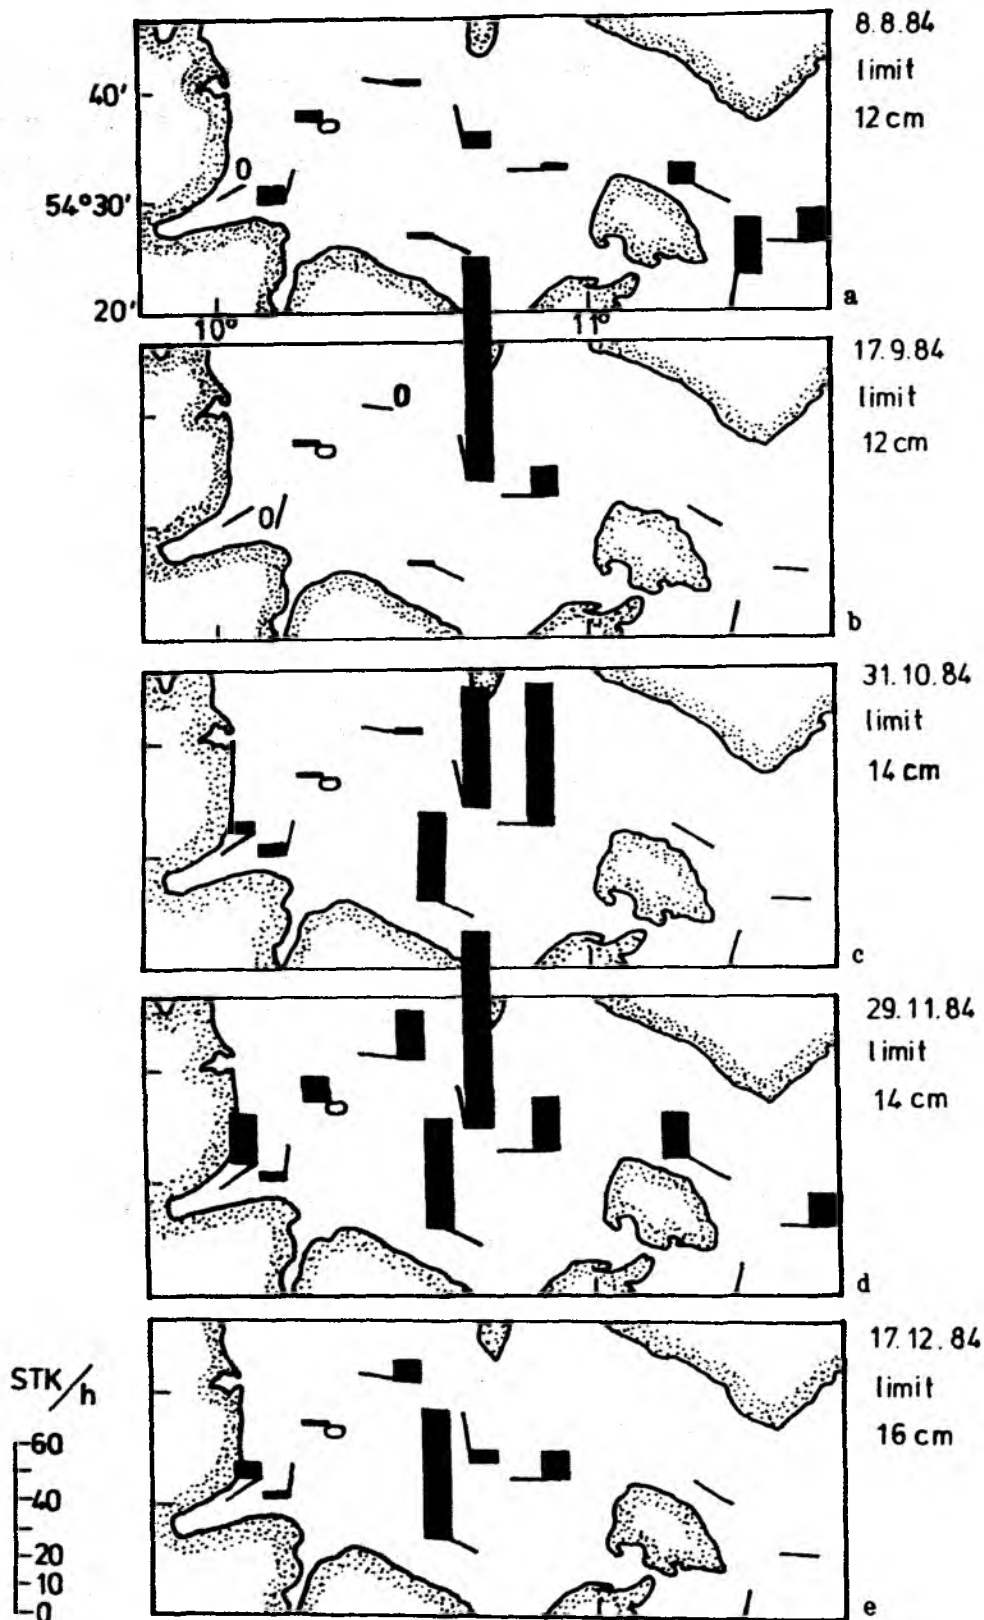 8.8.84
limit
12 cm
40'
0
54°30'
20'
10°
11°
a
17.9.84
limit
12 cm
0
0
b
31.10.84
limit
14 cm
c
29.11.84
limit
14 cm
d
17.12.84
limit
16 cm
STK/h
60
40
20
10
0
e